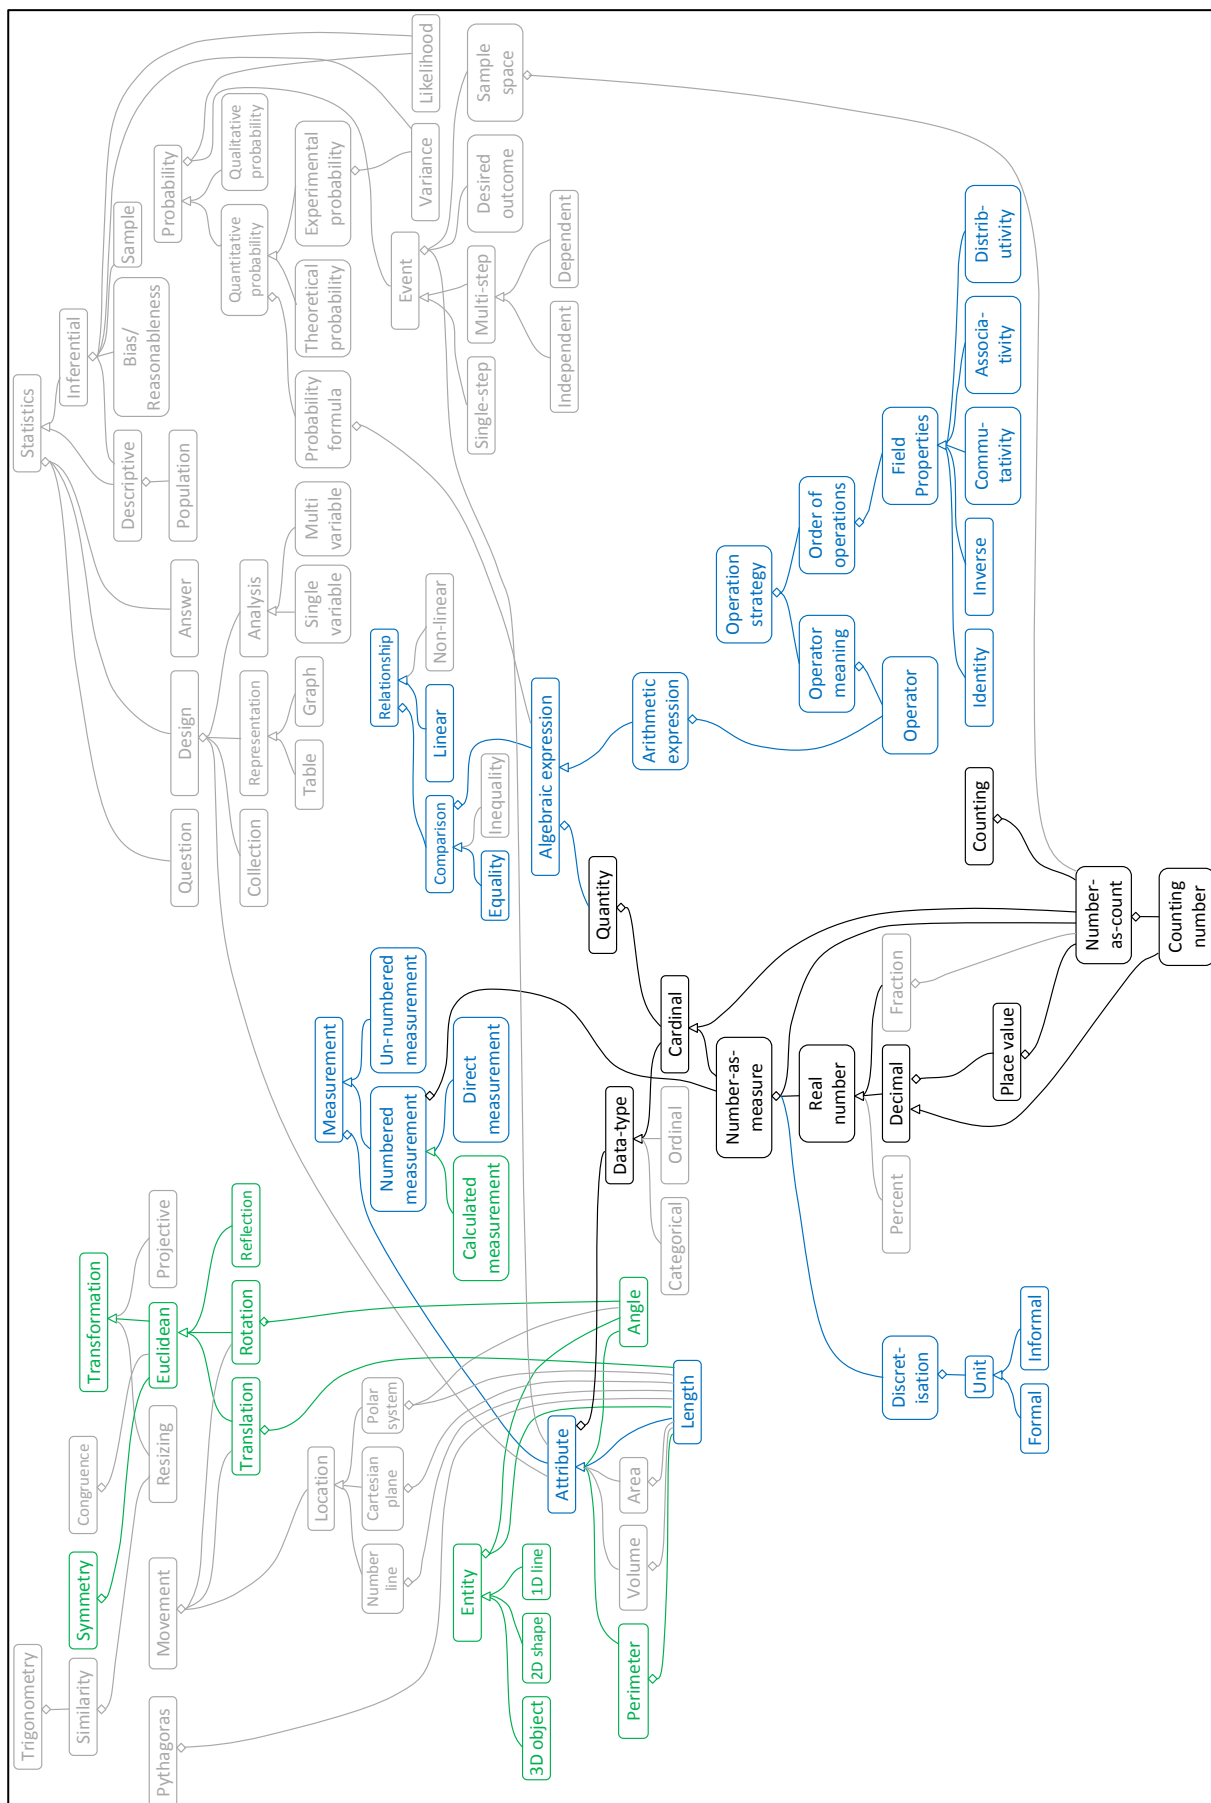 Trigonometry
Statistics
Similarity
Symmetry
Congruence
Transformation
Inferential
Pythagoras
Movement
Resizing
Euclidean
Projective
Question
Design
Answer
Descriptive
Population
Bias/
Reasonableness
Sample
Probability
Translation
Rotation
Reflection
Collection
Representation
Analysis
Quantitative
probability
Qualitative
probability
Location
Table
Graph
Single
variable
Multi
variable
Probability
formula
Theoretical
probability
Experimental
probability
Number
line
Cartesian
plane
Polar
system
Measurement
Numbered
measurement
Un-numbered
measurement
Relationship
Event
Variance
Likelihood
Entity
Calculated
measurement
Direct
measurement
Comparison
Linear
Non-linear
Single-step
Multi-step
Desired
outcome
Sample
space
3D object
2D shape
1D line
Attribute
Equality
Inequality
Algebraic expression
Independent
Dependent
Perimeter
Volume
Area
Angle
Data-type
Quantity
Length
Categorical
Ordinal
Cardinal
Arithmetic
expression
Number-as-
measure
Operation
strategy
Real
number
Operator
meaning
Order of
operations
Discret-
isation
Percent
Decimal
Fraction
Operator
Field
Properties
Unit
Place value
Counting
Identity
Inverse
Commu-
tativity
Associa-
tivity
Distrib-
utivity
Formal
Informal
Number-
as-count
Counting
number